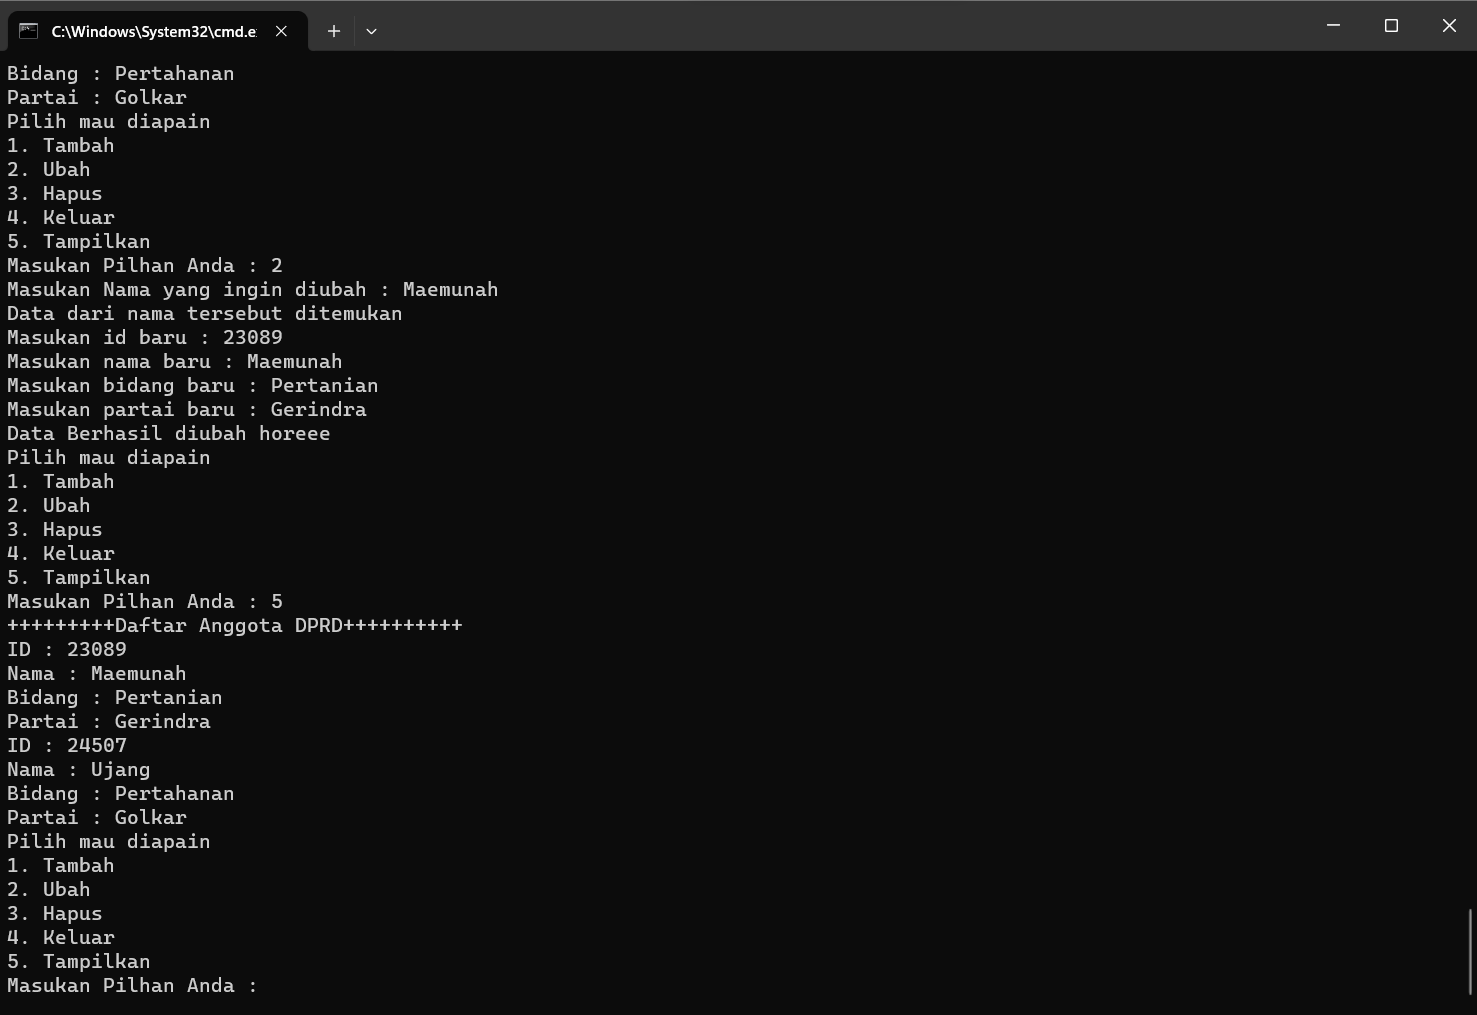 C:\Windows\System32\cmd.e
Bidang : Pertahanan
Partai : Golkar
Pilih mau diapain
1. Tambah
2. Ubah
3. Hapus
4. Keluar
5. Tampilkan
Masukan Pilhan Anda : 2
Masukan Nama yang ingin diubah : Maemunah
Data dari nama tersebut ditemukan
Masukan id baru : 23089
Masukan nama baru : Maemunah
Masukan bidang baru : Pertanian
Masukan partai baru : Gerindra
Data Berhasil diubah horeee
Pilih mau diapain
1. Tambah
2. Ubah
3. Hapus
4. Keluar
5. Tampilkan
Masukan Pilhan Anda : 5
+++++++++Daftar Anggota DPRD++++++++++
ID : 23089
Nama : Maemunah
Bidang : Pertanian
Partai : Gerindra
ID : 24507
Nama : Ujang
Bidang : Pertahanan
Partai : Golkar
Pilih mau diapain
1. Tambah
2. Ubah
3. Hapus
4. Keluar
5. Tampilkan
Masukan Pilhan Anda :